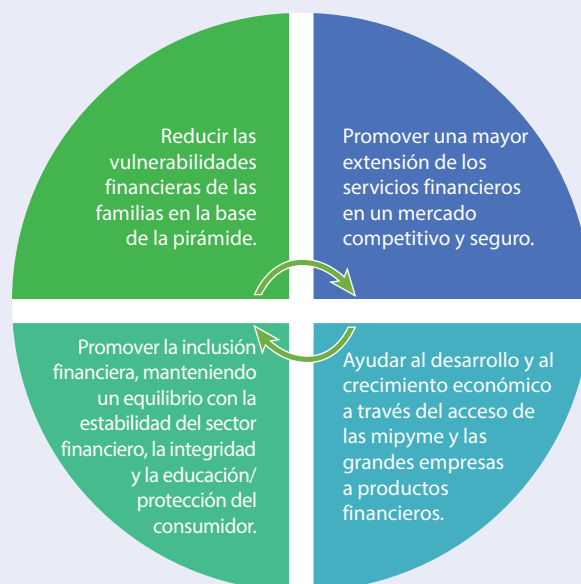 Reducir las
vulnerabilidades
financieras de las
familias en la base
de la pirámide.
Promover una mayor
extensión de los
servicios financieros
en un mercado
competitivo y seguro.
Promover la inclusión
financiera, manteniendo
un equilibrio con la
estabilidad del sector
financiero, la integridad
y la educación/
protección del
consumidor.
Ayudar al desarrollo y al
crecimiento económico
a través del acceso de
las mipyme y las
grandes empresas
a productos
financieros.